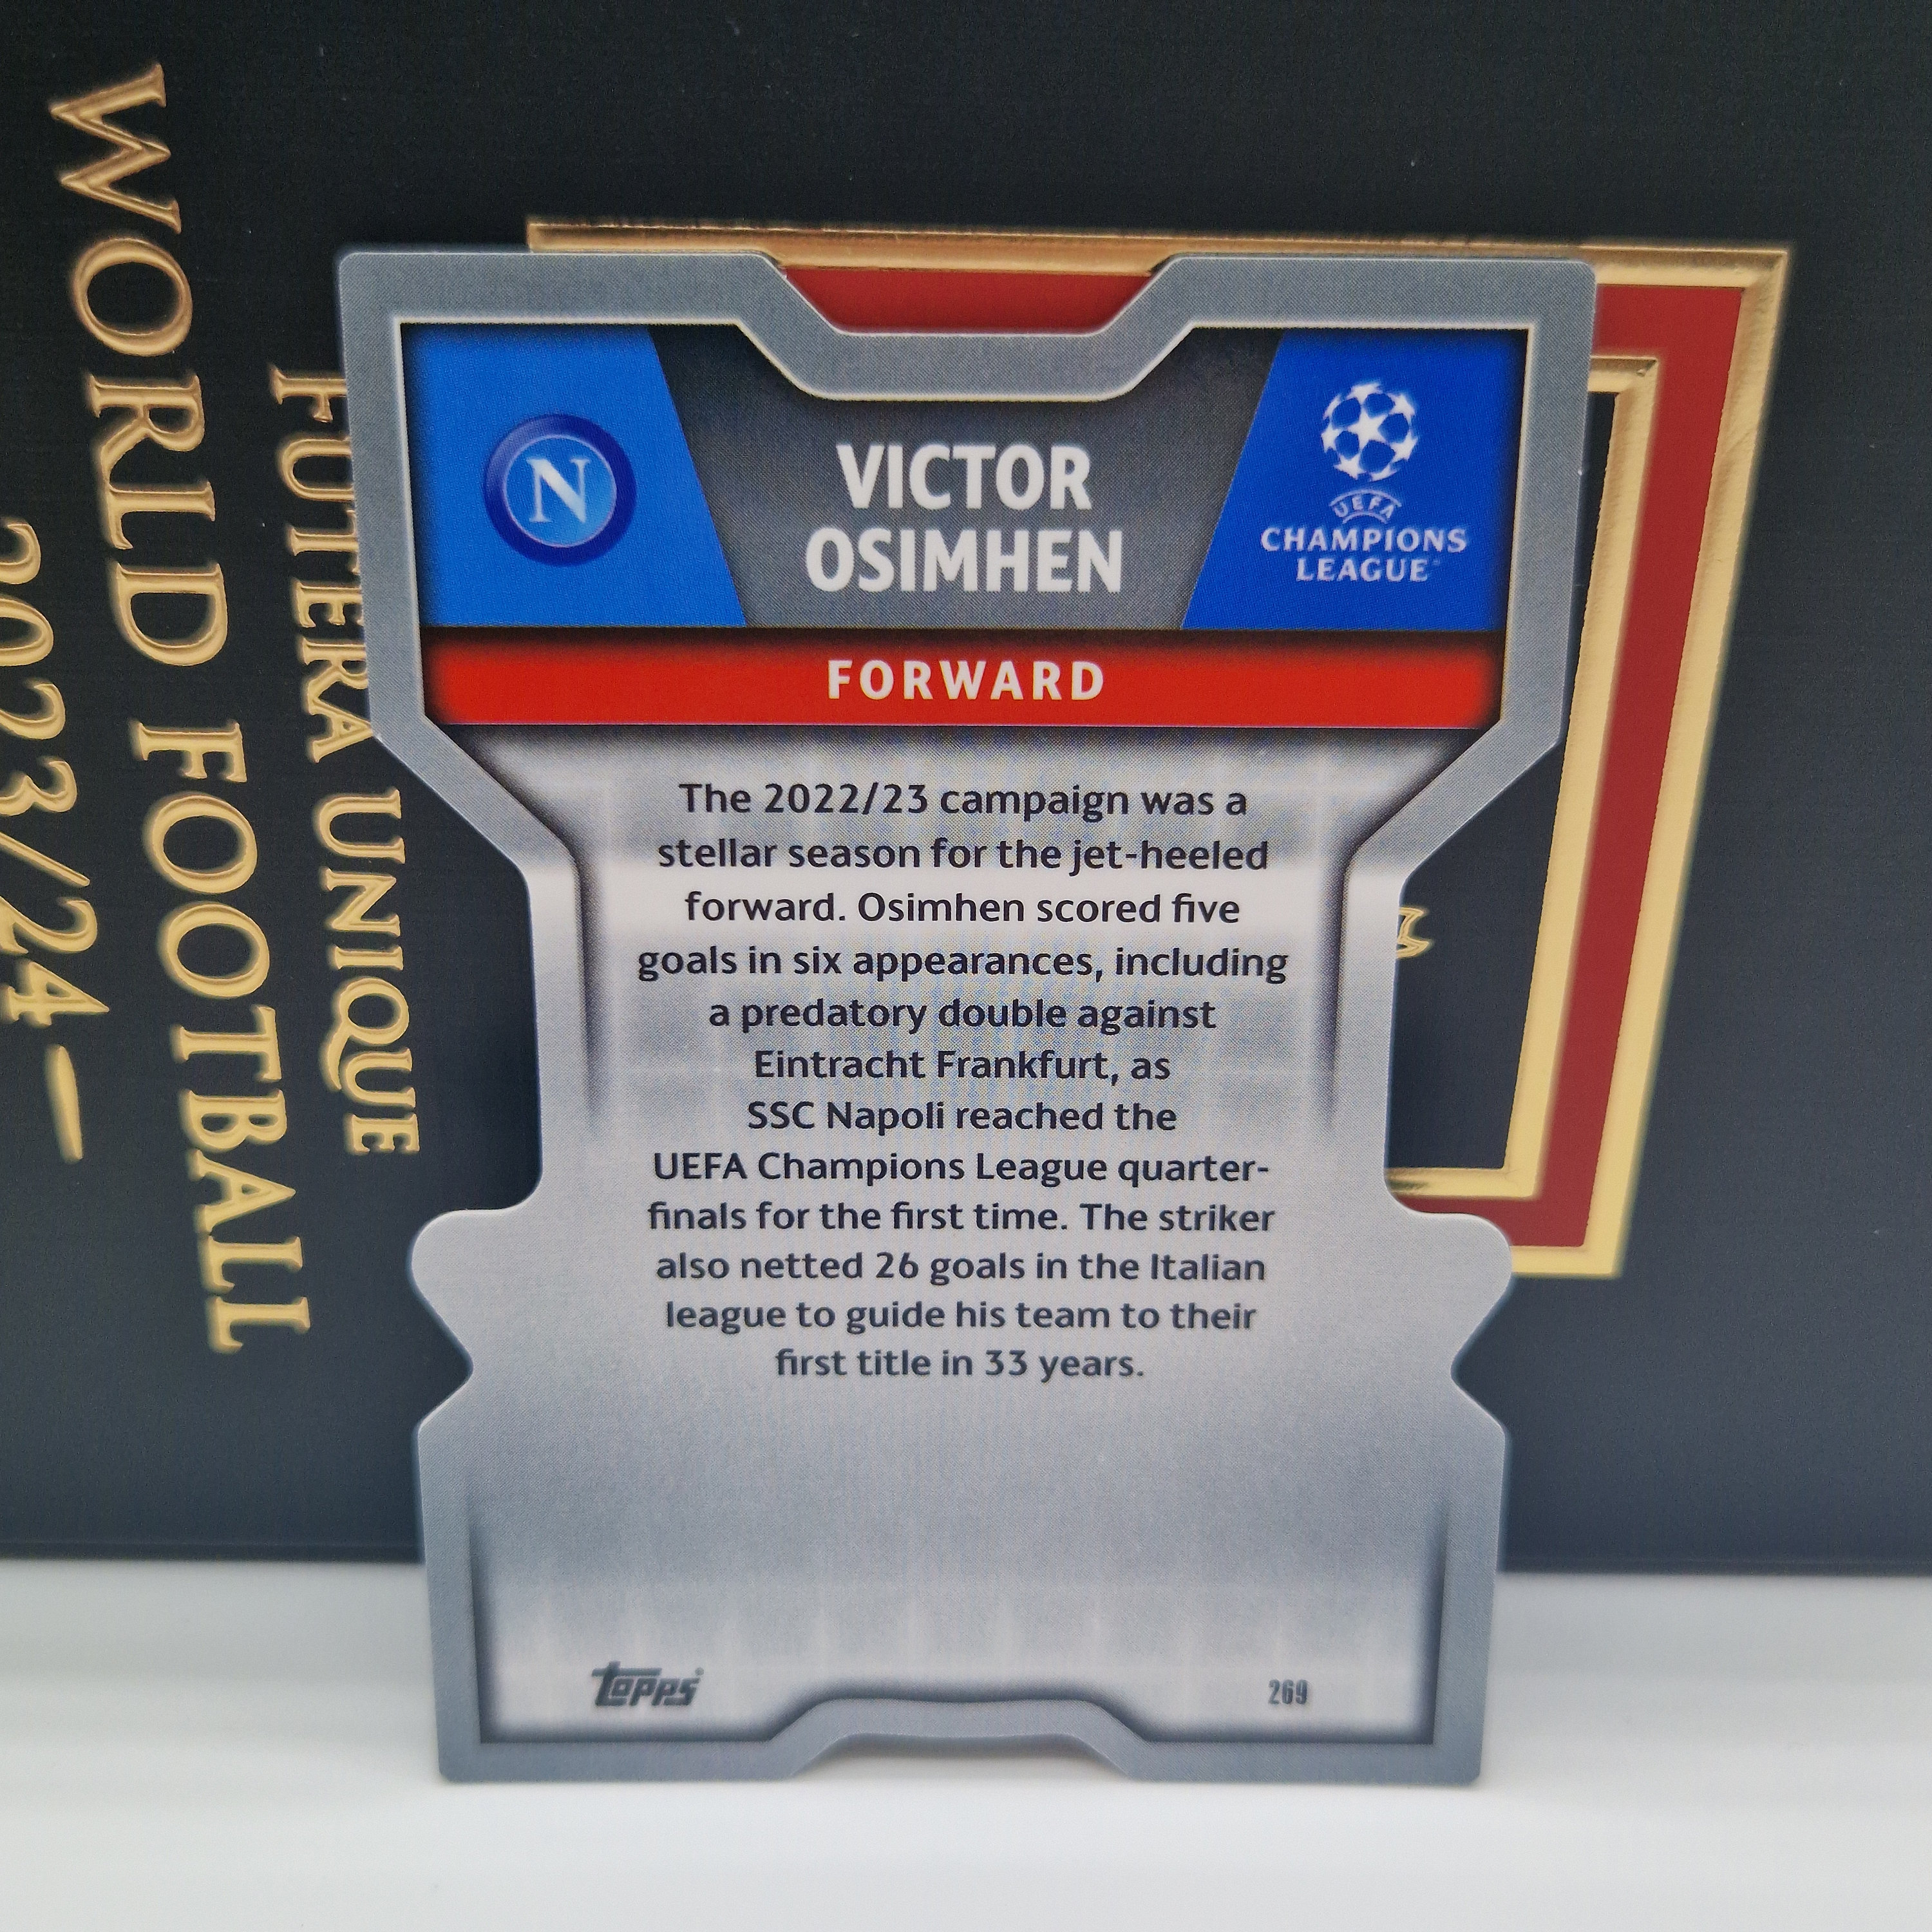 WORLD FOOTBALL
FUTERA UNIQUE
2023/24
N
VICTOR
OSIMHEN
UEFA
CHAMPIONS
LEAGUE
FORWARD
The 2022/23 campaign was a
stellar season for the jet-heeled
forward. Osimhen scored five
goals in six appearances, including
a predatory double against
Eintracht Frankfurt, as
SSC Napoli reached the
UEFA Champions League quarter-
finals for the first time. The striker
also netted 26 goals in the Italian
league to guide his team to their
first title in 33 years.
Topps
269